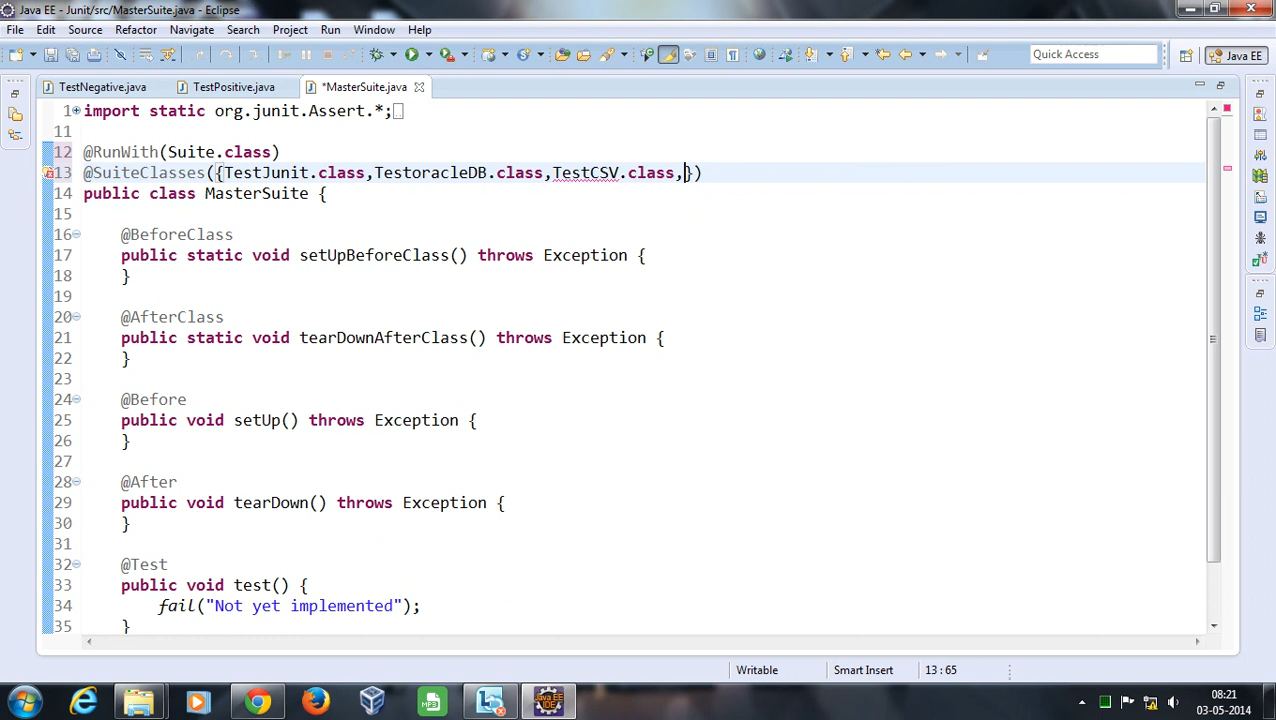 Java EE - Junit/src/MasterSuite.java - Eclipse
File Edit Source Refactor Navigate Search Project Run Window Help
Quick Access
Java EE
TestNegative.java TestPositive.java *MasterSuite.java
1 import static org.junit.Assert.*;
11
12 @RunWith(Suite.class)
13 @SuiteClasses({TestJunit.class,TestoracleDB.class,TestCSV.class,})
14 public class MasterSuite {
15
16 @BeforeClass
17 public static void setUpBeforeClass() throws Exception {
18 }
19
20 @AfterClass
21 public static void tearDownAfterClass() throws Exception {
22 }
23
24 @Before
25 public void setUp() throws Exception {
26 }
27
28 @After
29 public void tearDown() throws Exception {
30 }
31
32 @Test
33 public void test() {
34 fail("Not yet implemented");
35 }
Writable Smart Insert 13 : 65
MP3
Java EE
IDE
08:21
03-05-2014